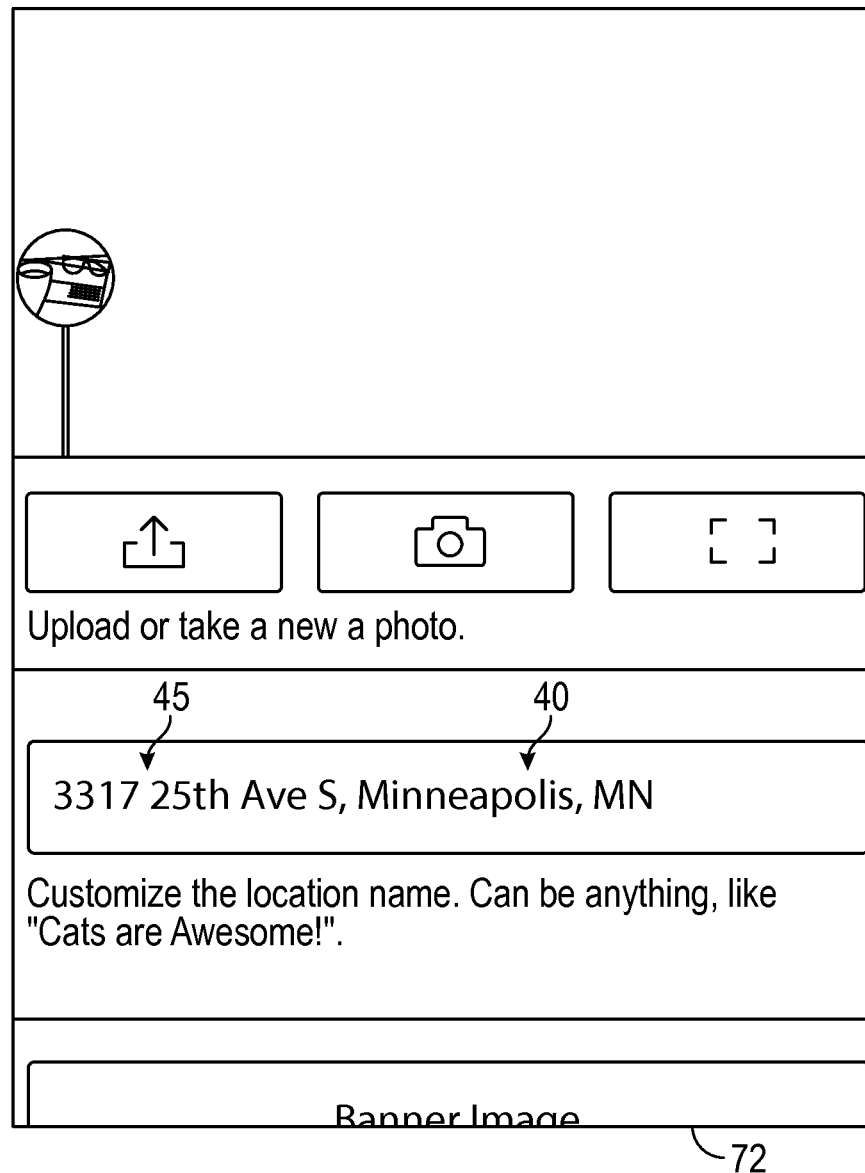 Upload or take a new a photo.
45
40
3317 25th Ave S, Minneapolis, MN
Customize the location name. Can be anything, like
"Cats are Awesome!".
Banner Image
72